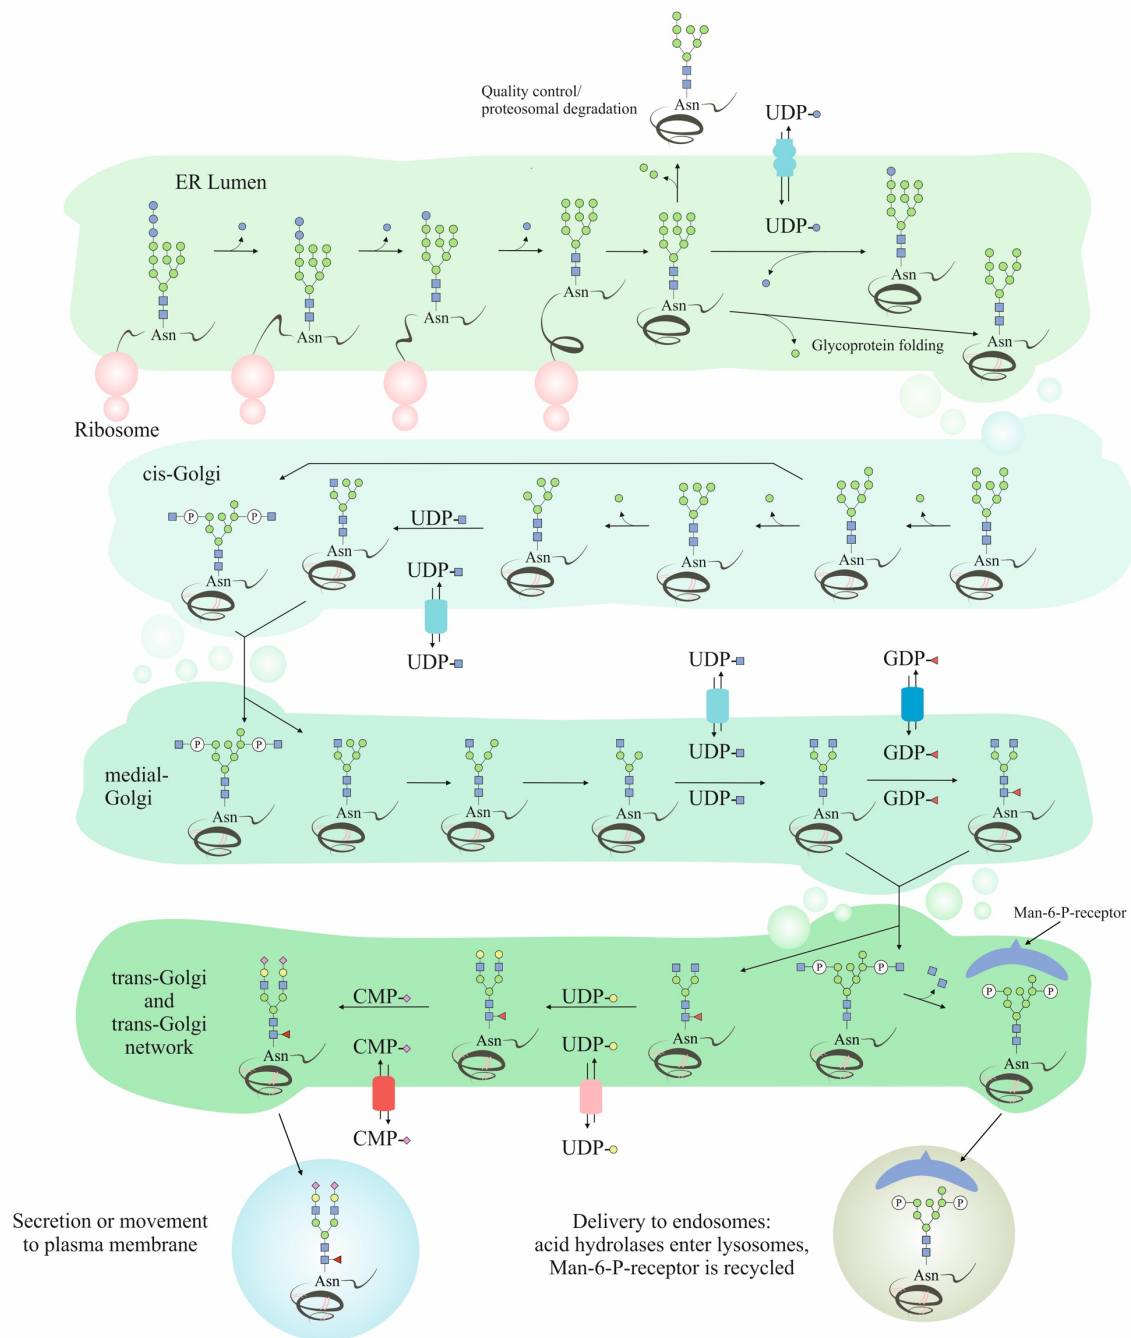 Quality control/
proteosomal degradation
Asn
UDP-
ER Lumen
UDP-
Asn
Asn
Asn
Asn
Asn
Asn
Asn
Asn
Glycoprotein folding
Ribosome
cis-Golgi
P
P
UDP-
Asn
Asn
Asn
Asn
Asn
Asn
UDP-
UDP-
UDP-
GDP-
P
P
UDP-
GDP-
medial-
Golgi
UDP-
GDP-
Asn
Asn
Asn
Asn
Asn
Asn
Man-6-P-receptor
P
P
P
P
trans-Golgi
and
trans-Golgi
network
CMP-
UDP-
CMP-
UDP-
Asn
Asn
Asn
Asn
Asn
CMP-
UDP-
P
P
Secretion or movement
to plasma membrane
Delivery to endosomes:
acid hydrolases enter lysosomes,
Man-6-P-receptor is recycled
Asn
Asn